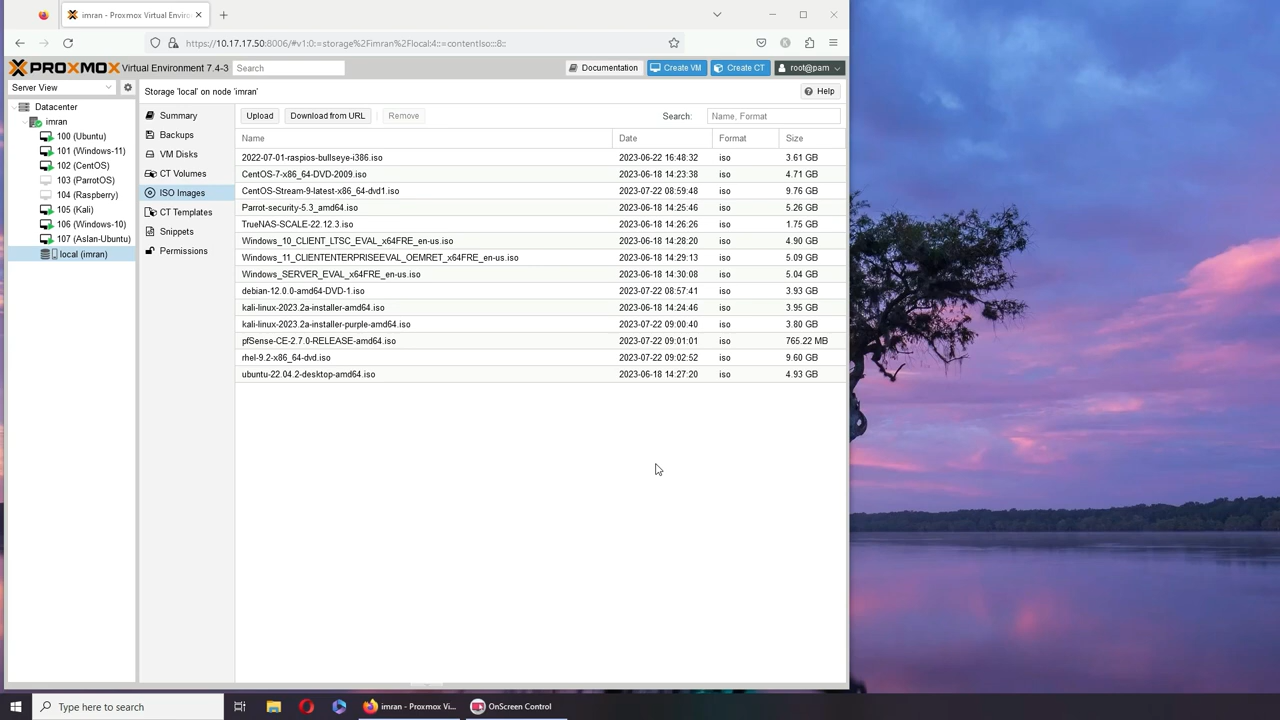 imran - Proxmox Virtual Enviro
https://10.17.17.50:8006/#v1:0:=storage%2Fimran%2Flocal:4::=contentIso:::8::
PROXMOX Virtual Environment 7.4-3 Search Documentation Create VM Create CT root@pam
Server View
Storage 'local' on node 'imran' Help
Datacenter
imran
100 (Ubuntu)
101 (Windows-11)
102 (CentOS)
103 (ParrotOS)
104 (Raspberry)
105 (Kali)
106 (Windows-10)
107 (Aslan-Ubuntu)
local (imran)
Summary
Backups
VM Disks
CT Volumes
ISO Images
CT Templates
Snippets
Permissions
Upload Download from URL Remove Search: Name, Format
Name Date Format Size
2022-07-01-raspios-bullseye-i386.iso 2023-06-22 16:48:32 iso 3.61 GB
CentOS-7-x86_64-DVD-2009.iso 2023-06-18 14:23:38 iso 4.71 GB
CentOS-Stream-9-latest-x86_64-dvd1.iso 2023-07-22 08:59:48 iso 9.76 GB
Parrot-security-5.3_amd64.iso 2023-06-18 14:25:46 iso 5.26 GB
TrueNAS-SCALE-22.12.3.iso 2023-06-18 14:26:26 iso 1.75 GB
Windows_10_CLIENT_LTSC_EVAL_x64FRE_en-us.iso 2023-06-18 14:28:20 iso 4.90 GB
Windows_11_CLIENTENTERPRISEEVAL_OEMRET_x64FRE_en-us.iso 2023-06-18 14:29:13 iso 5.09 GB
Windows_SERVER_EVAL_x64FRE_en-us.iso 2023-06-18 14:30:08 iso 5.04 GB
debian-12.0.0-amd64-DVD-1.iso 2023-07-22 08:57:41 iso 3.93 GB
kali-linux-2023.2a-installer-amd64.iso 2023-06-18 14:24:46 iso 3.95 GB
kali-linux-2023.2a-installer-purple-amd64.iso 2023-07-22 09:00:40 iso 3.80 GB
pfSense-CE-2.7.0-RELEASE-amd64.iso 2023-07-22 09:01:01 iso 765.22 MB
rhel-9.2-x86_64-dvd.iso 2023-07-22 09:02:52 iso 9.60 GB
ubuntu-22.04.2-desktop-amd64.iso 2023-06-18 14:27:20 iso 4.93 GB
Type here to search imran - Proxmox Vi... OnScreen Control